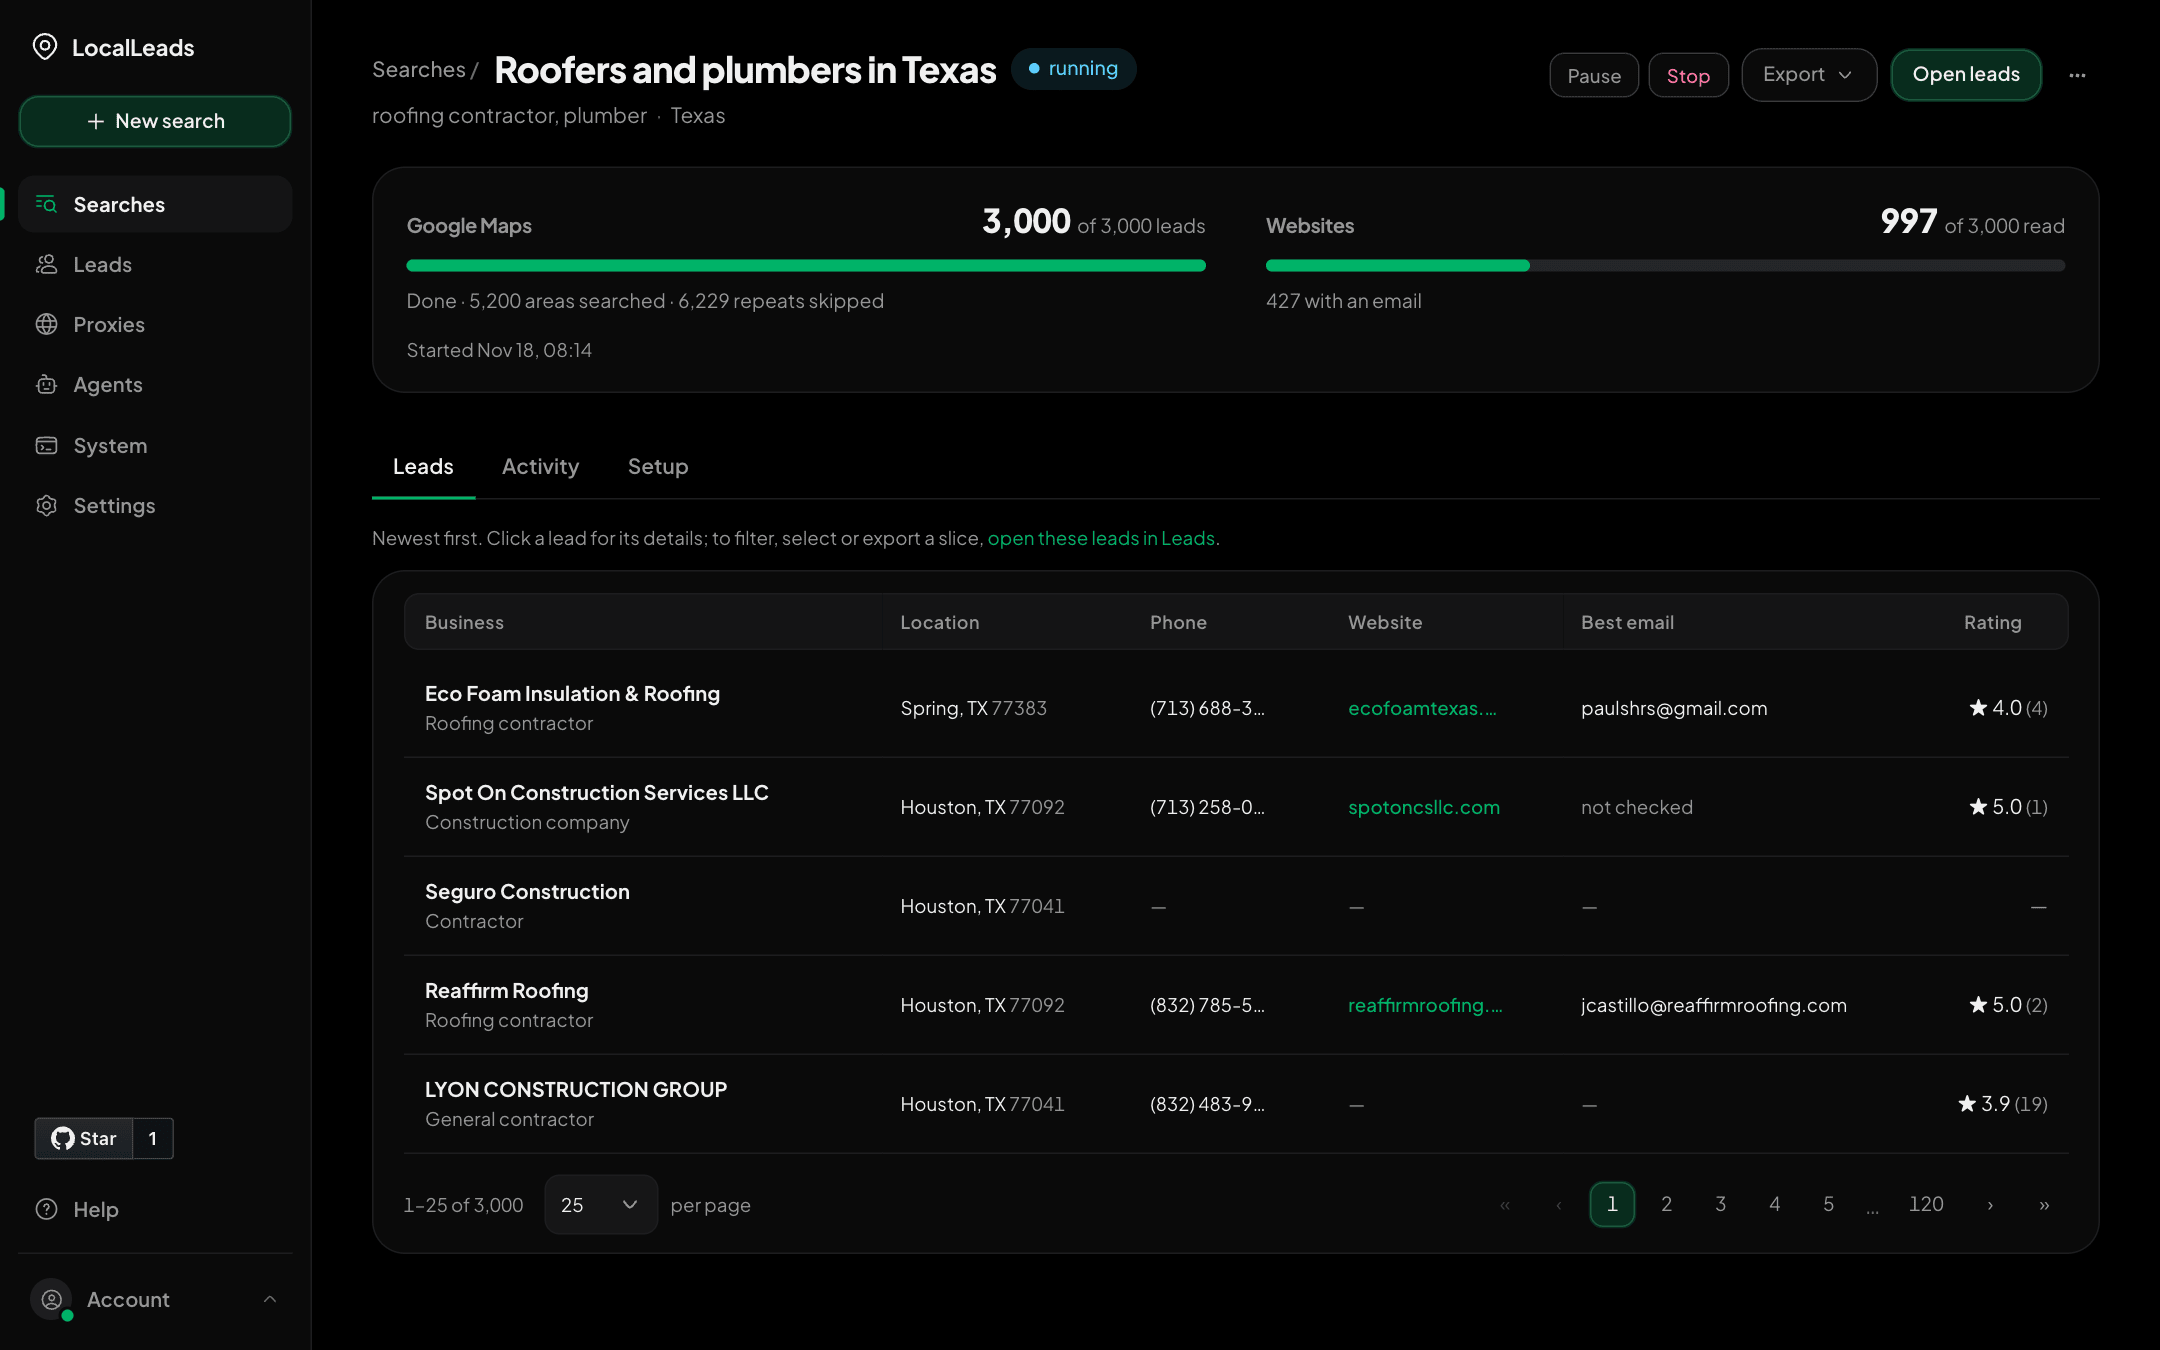 LocalLeads
+ New search
Searches
Leads
Proxies
Agents
System
Settings
Star 1
Help
Account
Searches / Roofers and plumbers in Texas running
roofing contractor, plumber · Texas
Pause Stop Export Open leads ...
Google Maps 3,000 of 3,000 leads
Done · 5,200 areas searched · 6,229 repeats skipped
Started Nov 18, 08:14
Websites 997 of 3,000 read
427 with an email
Leads Activity Setup
Newest first. Click a lead for its details; to filter, select or export a slice, open these leads in Leads.
Business Location Phone Website Best email Rating
Eco Foam Insulation & Roofing
Roofing contractor
Spring, TX 77383 (713) 688-3... ecofoamtexas.... paulshrs@gmail.com ★ 4.0 (4)
Spot On Construction Services LLC
Construction company
Houston, TX 77092 (713) 258-0... spotoncsllc.com not checked ★ 5.0 (1)
Seguro Construction
Contractor
Houston, TX 77041 — — — —
Reaffirm Roofing
Roofing contractor
Houston, TX 77092 (832) 785-5... reaffirmroofing.... jcastillo@reaffirmroofing.com ★ 5.0 (2)
LYON CONSTRUCTION GROUP
General contractor
Houston, TX 77041 (832) 483-9... — — ★ 3.9 (19)
1–25 of 3,000 25 per page « ‹ 1 2 3 4 5 ... 120 › »